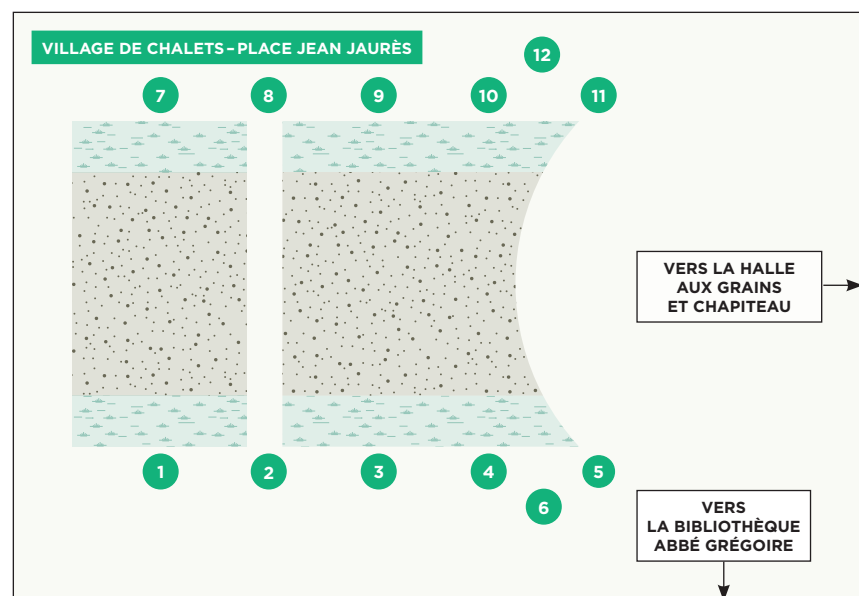 VILLAGE DE CHALETS – PLACE JEAN JAURÈS
12
7 8 9 10 11
VERS LA HALLE
AUX GRAINS
ET CHAPITEAU
1 2 3 4 5
6
VERS
LA BIBLIOTHÈQUE
ABBÉ GRÉGOIRE